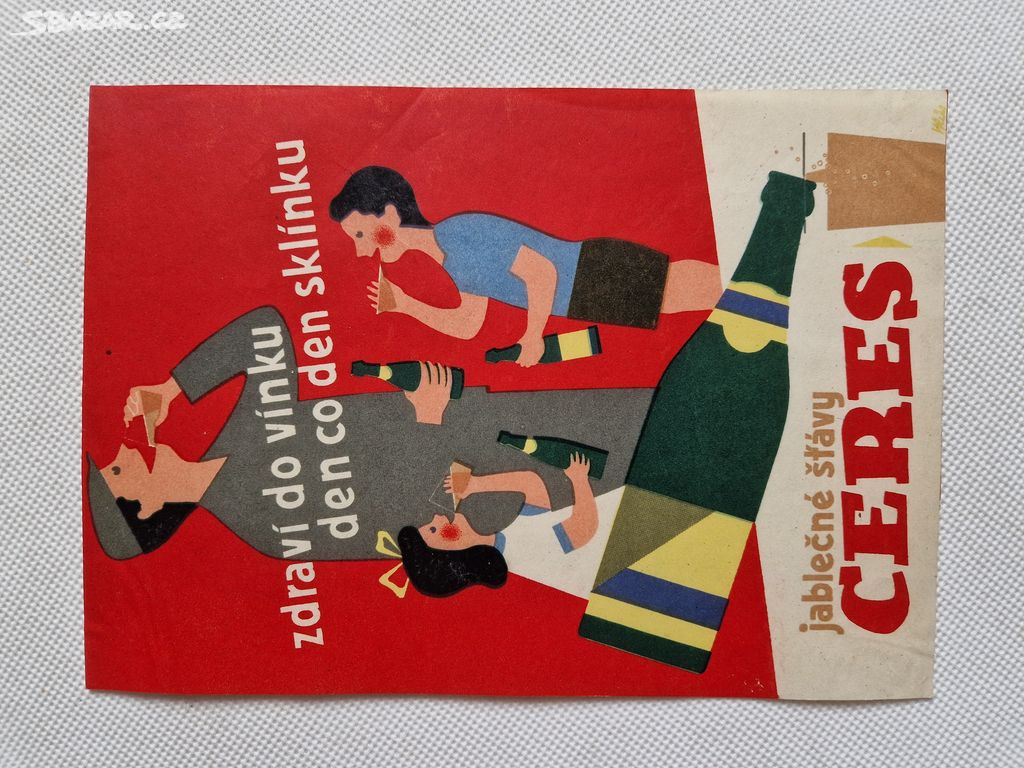 SBAZAR.CZ
zdraví do vínku
den co den sklínku
jablečné šťávy
CERES